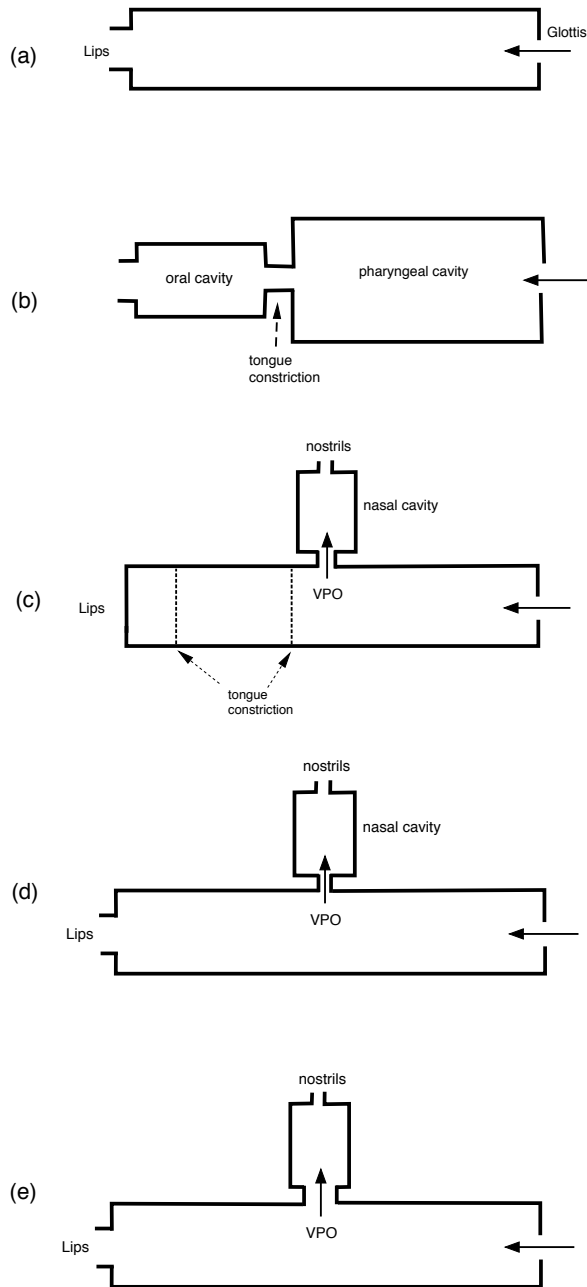 (a)
Lips
Glottis
(b)
oral cavity
pharyngeal cavity
tongue
constriction
nostrils
nasal cavity
(c)
Lips
VPO
tongue
constriction
nostrils
nasal cavity
(d)
Lips
VPO
nostrils
(e)
Lips
VPO